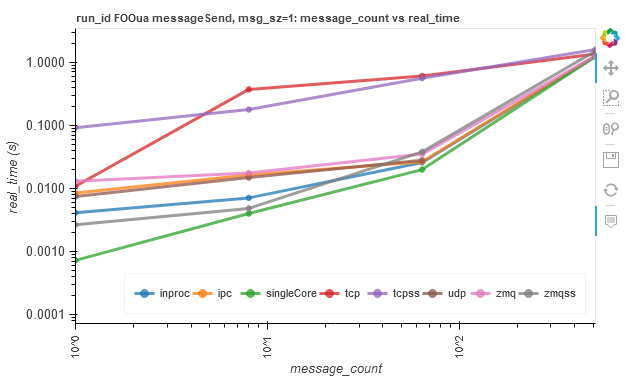 run_id FOOua messageSend, msg_sz=1: message_count vs real_time
real_time (s)
1.0000
0.1000
0.0100
0.0010
0.0001
inproc ipc singleCore tcp tcpss udp zmq zmqss
10^0 10^1 10^2
message_count